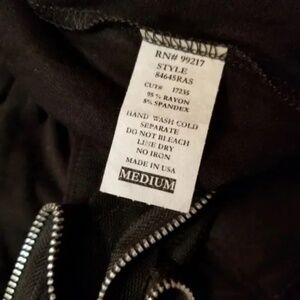 RN# 99217
STYLE
84645RAS
CUT# 17235
95 % RAYON
5% SPANDEX
HAND WASH COLD
SEPARATE
DO NOT BLEACH
LINE DRY
NO IRON
MADE IN USA
MEDIUM